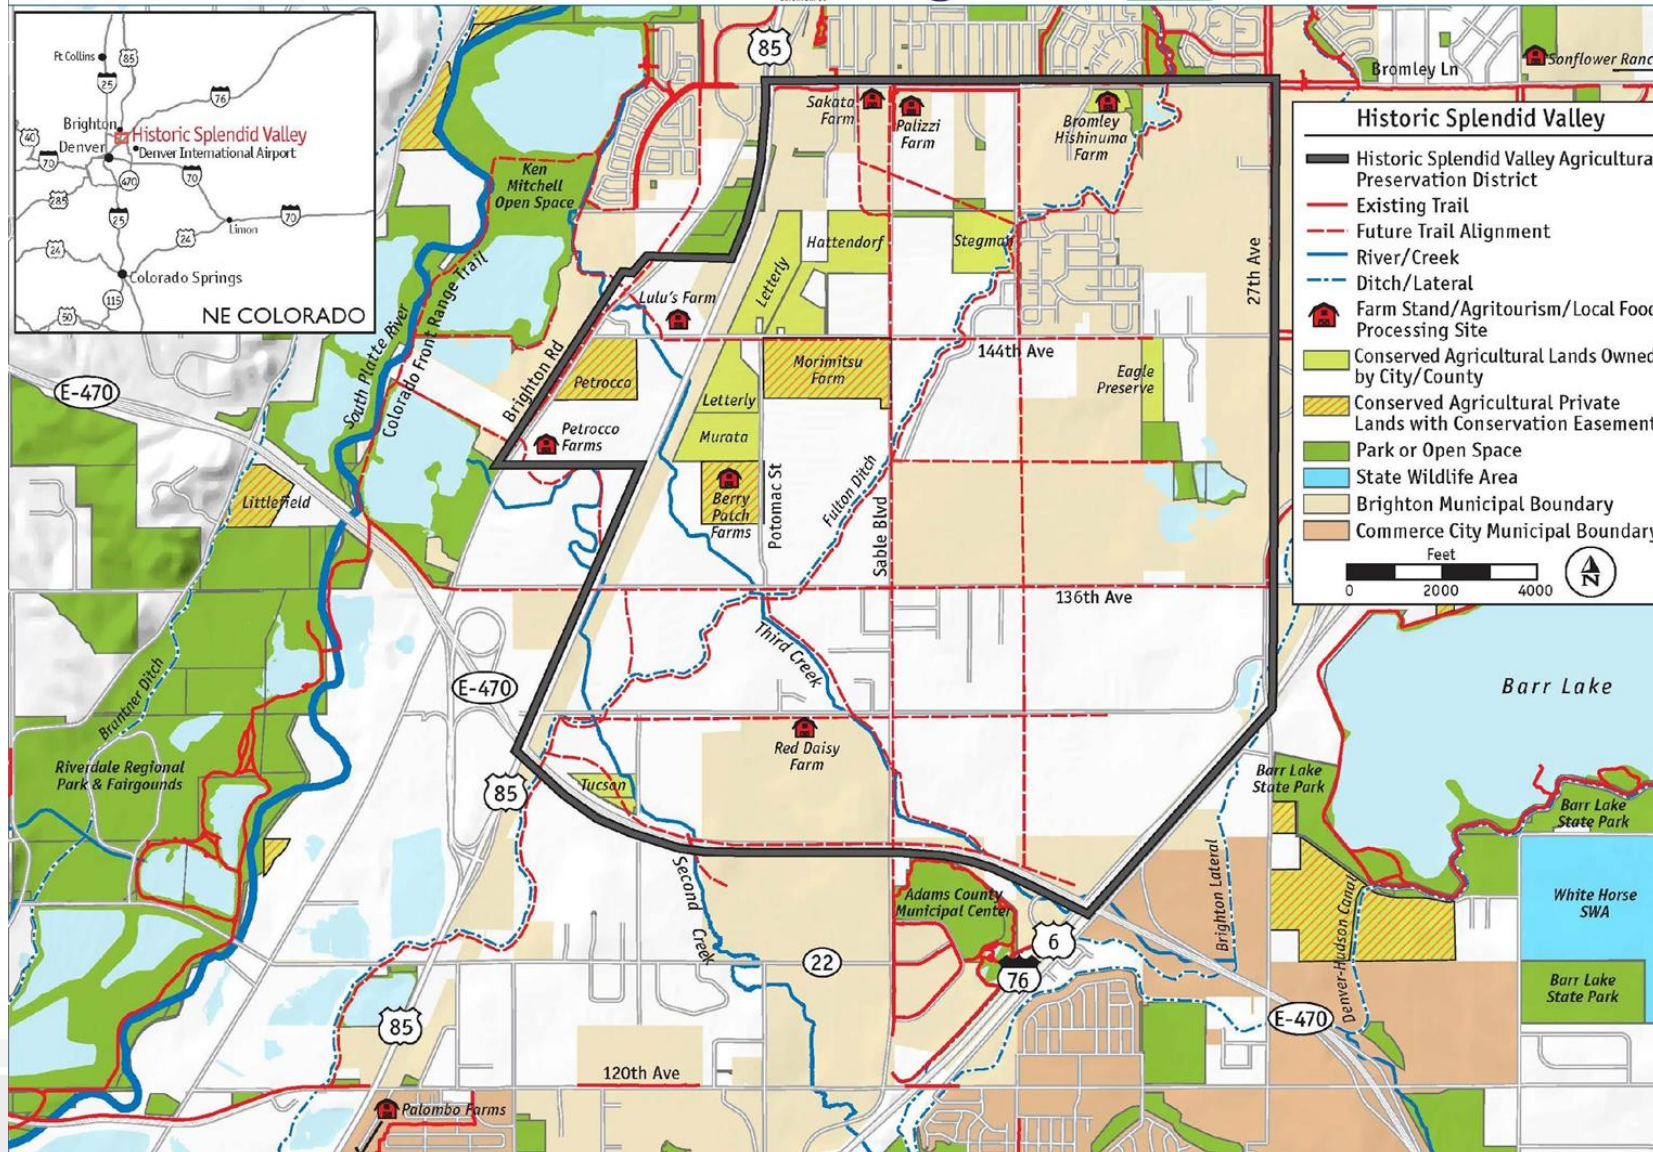 Ft Collins
85
25
76
Brighton
Historic Splendid Valley
40
Denver
Denver International Airport
70
470
70
285
25
70
Limon
24
24
Colorado Springs
115
50
NE COLORADO
85
Bromley Ln
Sonflower Ranc
Sakata
Farm
Palizzi
Farm
Bromley
Hishinuma
Farm
Ken
Mitchell
Open Space
Hattendorf
Stegman
Letterly
27th Ave
Lulu's Farm
144th Ave
South Platte River
Colorado Front Range Trail
Brighton Rd
Petrocco
Morimitsu
Farm
Eagle
Preserve
E-470
Letterly
Petrocco
Farms
Murata
Littlefield
Berry
Patch
Farms
Potomac St
Fulton Ditch
Sable Blvd
136th Ave
Third Creek
E-470
Brantner Ditch
Red Daisy
Farm
Riverdale Regional
Park & Fairgounds
85
Tucson
Second
Creek
Adams County
Municipal Center
6
76
22
85
120th Ave
Palombo Farms
Brighton Lateral
Denver-Hudson Canal
E-470
Barr Lake
Barr Lake
State Park
Barr Lake
State Park
White Horse
SWA
Barr Lake
State Park
Historic Splendid Valley
Historic Splendid Valley Agricultura
Preservation District
Existing Trail
Future Trail Alignment
River/Creek
Ditch/Lateral
Farm Stand/Agritourism/Local Food
Processing Site
Conserved Agricultural Lands Owned
by City/County
Conserved Agricultural Private
Lands with Conservation Easement
Park or Open Space
State Wildlife Area
Brighton Municipal Boundary
Commerce City Municipal Boundary
Feet
0 2000 4000
N